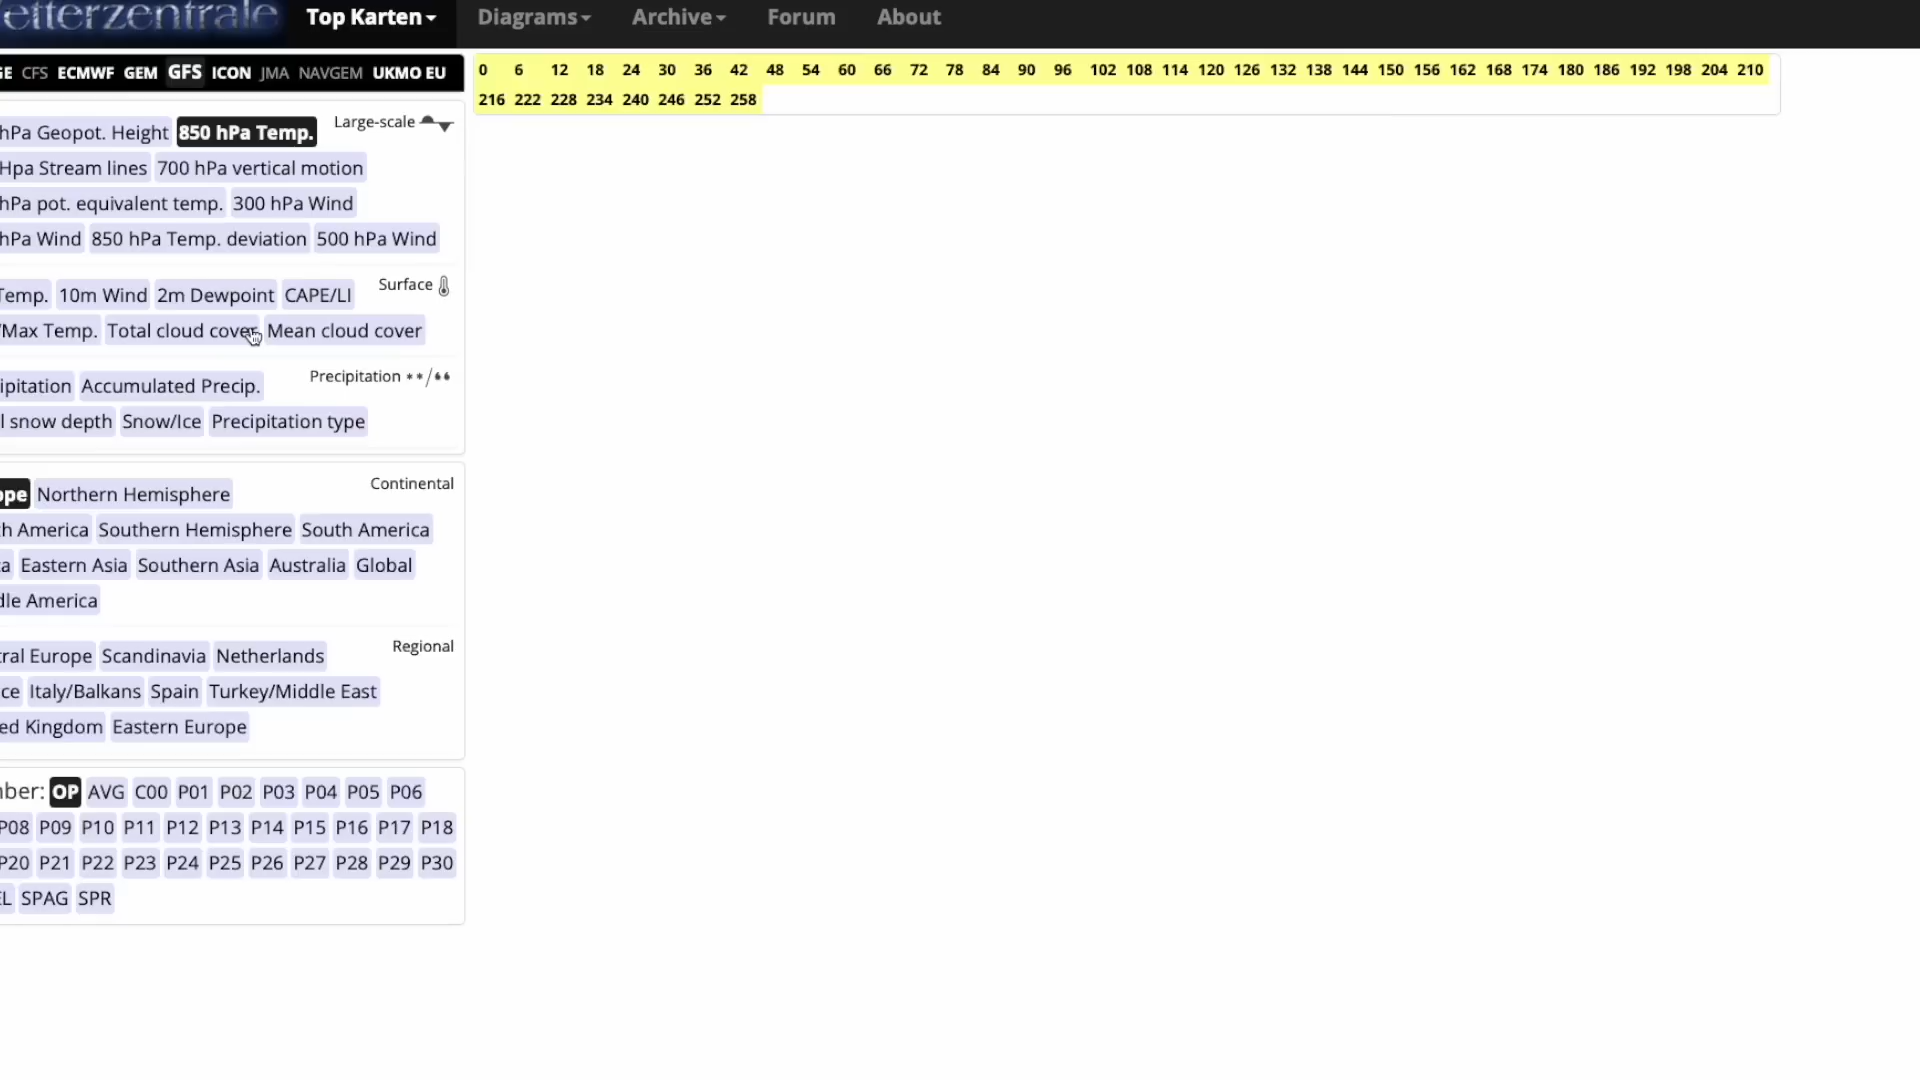 etterzentrale Top Karten Diagrams Archive Forum About
GE CFS ECMWF GEM GFS ICON JMA NAVGEM UKMO EU
0 6 12 18 24 30 36 42 48 54 60 66 72 78 84 90 96 102 108 114 120 126 132 138 144 150 156 162 168 174 180 186 192 198 204 210
216 222 228 234 240 246 252 258
Large-scale
hPa Geopot. Height 850 hPa Temp.
Hpa Stream lines 700 hPa vertical motion
hPa pot. equivalent temp. 300 hPa Wind
hPa Wind 850 hPa Temp. deviation 500 hPa Wind
Surface
Temp. 10m Wind 2m Dewpoint CAPE/LI
/Max Temp. Total cloud cover Mean cloud cover
Precipitation **/
ipitation Accumulated Precip.
l snow depth Snow/Ice Precipitation type
Continental
ope Northern Hemisphere
th America Southern Hemisphere South America
ca Eastern Asia Southern Asia Australia Global
dle America
Regional
tral Europe Scandinavia Netherlands
ce Italy/Balkans Spain Turkey/Middle East
ed Kingdom Eastern Europe
mber: OP AVG C00 P01 P02 P03 P04 P05 P06
P08 P09 P10 P11 P12 P13 P14 P15 P16 P17 P18
P20 P21 P22 P23 P24 P25 P26 P27 P28 P29 P30
EL SPAG SPR